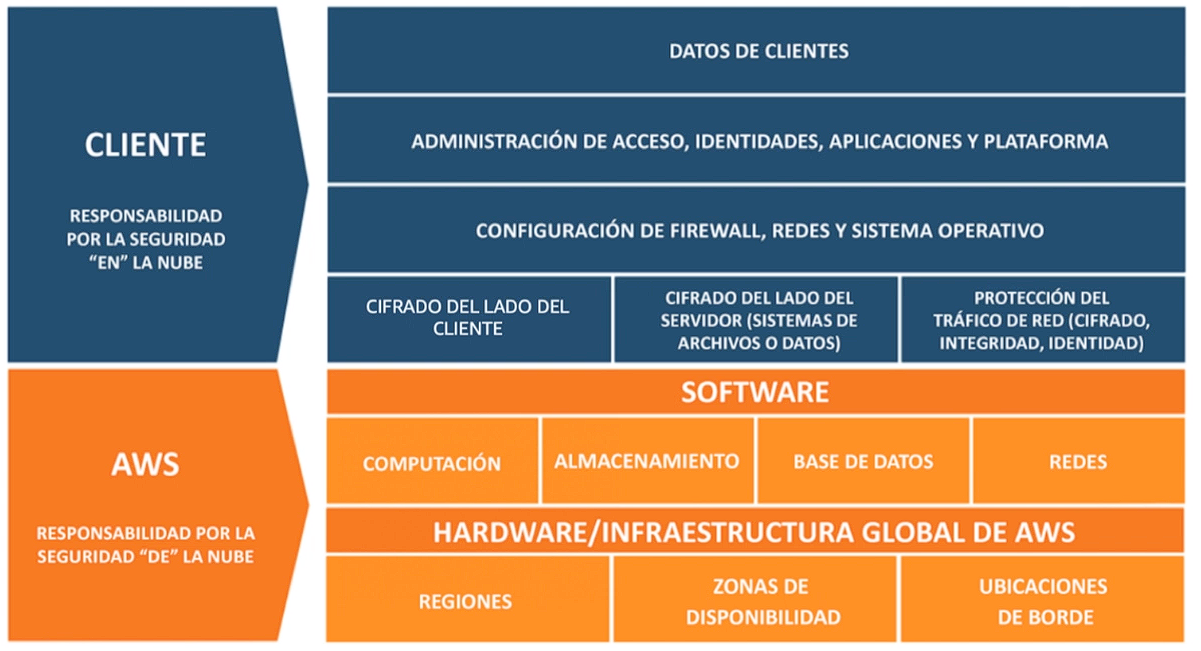 CLIENTE
RESPONSABILIDAD
POR LA SEGURIDAD
“EN” LA NUBE
DATOS DE CLIENTES
ADMINISTRACIÓN DE ACCESO, IDENTIDADES, APLICACIONES Y PLATAFORMA
CONFIGURACIÓN DE FIREWALL, REDES Y SISTEMA OPERATIVO
CIFRADO DEL LADO DEL
CLIENTE
CIFRADO DEL LADO DEL
SERVIDOR (SISTEMAS DE
ARCHIVOS O DATOS)
PROTECCIÓN DEL
TRÁFICO DE RED (CIFRADO,
INTEGRIDAD, IDENTIDAD)
AWS
RESPONSABILIDAD POR LA
SEGURIDAD “DE” LA NUBE
SOFTWARE
COMPUTACIÓN
ALMACENAMIENTO
BASE DE DATOS
REDES
HARDWARE/INFRAESTRUCTURA GLOBAL DE AWS
REGIONES
ZONAS DE
DISPONIBILIDAD
UBICACIONES
DE BORDE